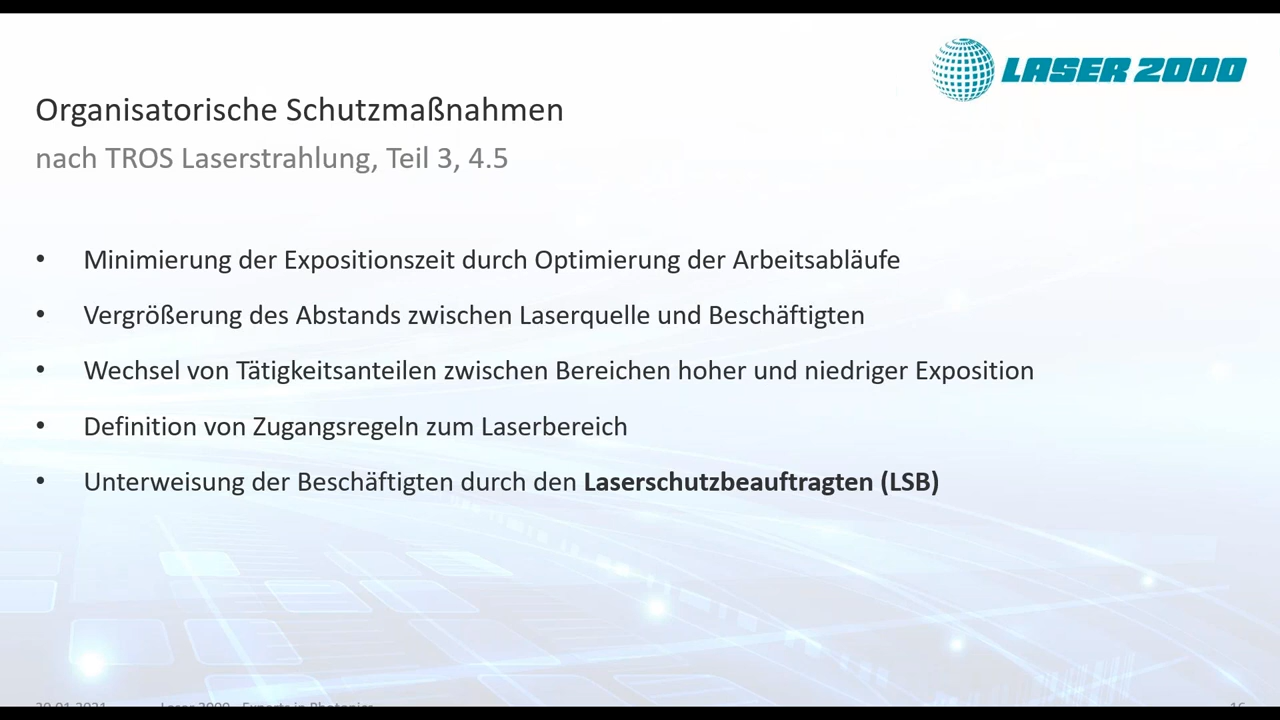 LASER 2000
Organisatorische Schutzmaßnahmen
nach TROS Laserstrahlung, Teil 3, 4.5
• Minimierung der Expositionszeit durch Optimierung der Arbeitsabläufe
• Vergrößerung des Abstands zwischen Laserquelle und Beschäftigten
• Wechsel von Tätigkeitsanteilen zwischen Bereichen hoher und niedriger Exposition
• Definition von Zugangsregeln zum Laserbereich
• Unterweisung der Beschäftigten durch den Laserschutzbeauftragten (LSB)